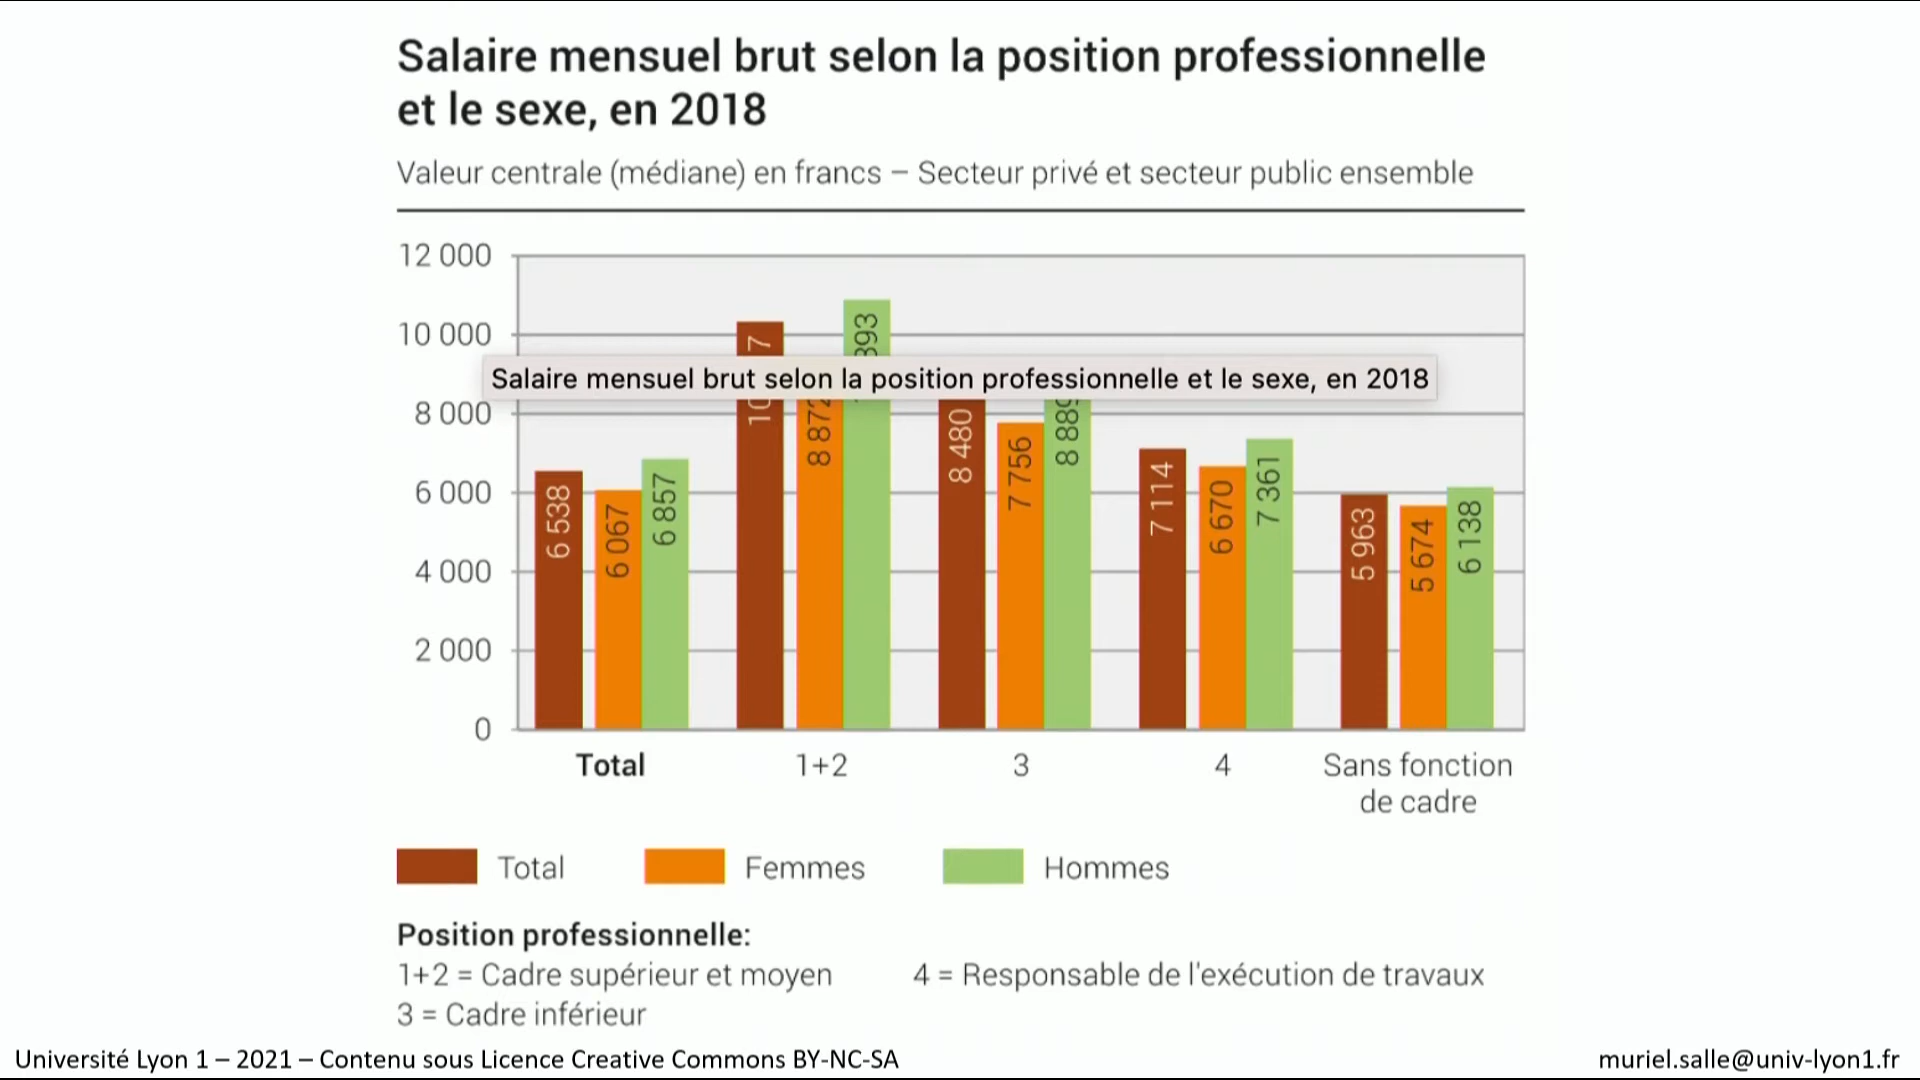 Salaire mensuel brut selon la position professionnelle
et le sexe, en 2018
Valeur centrale (médiane) en francs – Secteur privé et secteur public ensemble
12 000
10 000
8 000
6 000
4 000
2 000
0
Salaire mensuel brut selon la position professionnelle et le sexe, en 2018
6 538
6 067
6 857
8 872
8 480
7 756
8 889
7 114
6 670
7 361
5 963
5 674
6 138
Total
1+2
3
4
Sans fonction
de cadre
Total
Femmes
Hommes
Position professionnelle:
1+2 = Cadre supérieur et moyen
4 = Responsable de l'exécution de travaux
3 = Cadre inférieur
Université Lyon 1 – 2021 – Contenu sous Licence Creative Commons BY-NC-SA
muriel.salle@univ-lyon1.fr